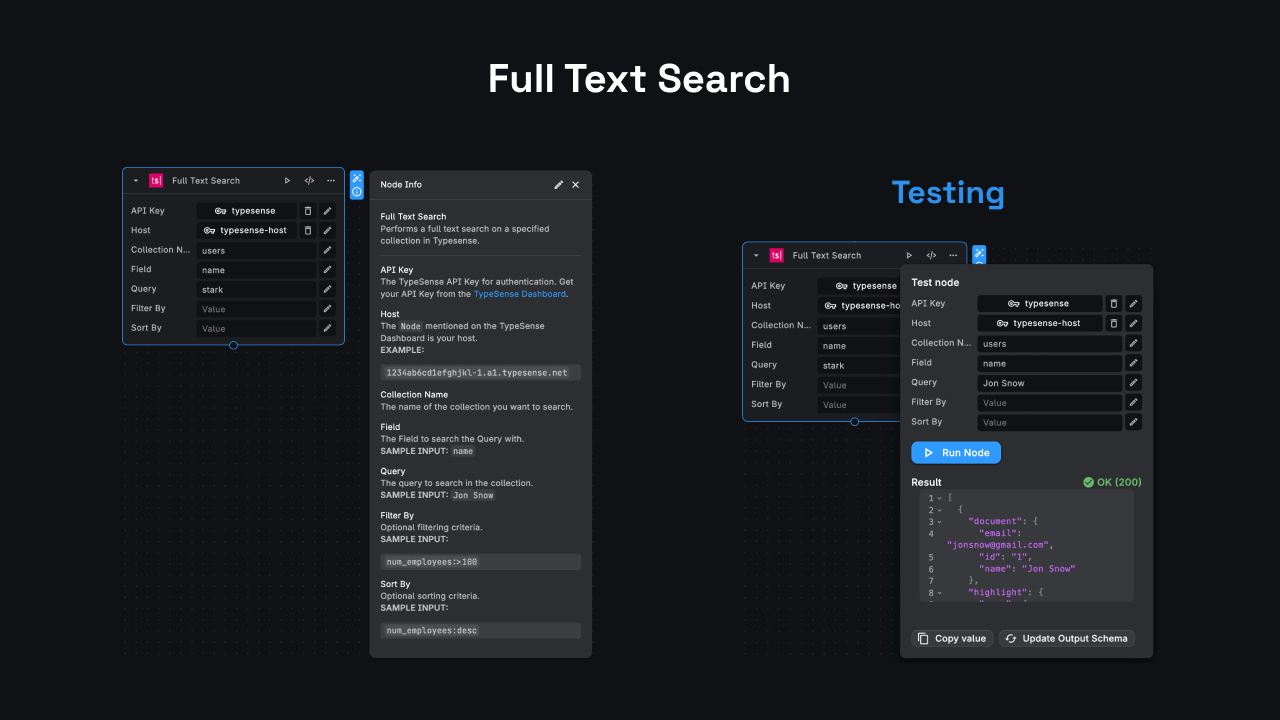 Full Text Search
ts|
Full Text Search
API Key
typesense
Host
typesense-host
Collection N...
users
Field
name
Query
stark
Filter By
Value
Sort By
Value
Node Info
Full Text Search
Performs a full text search on a specified
collection in Typesense.
API Key
The TypeSense API Key for authentication. Get
your API Key from the TypeSense Dashboard.
Host
The Node mentioned on the TypeSense
Dashboard is your host.
EXAMPLE:
1234ab6cd1efghjkl-1.a1.typesense.net
Collection Name
The name of the collection you want to search.
Field
The Field to search the Query with.
SAMPLE INPUT: name
Query
The query to search in the collection.
SAMPLE INPUT: Jon Snow
Filter By
Optional filtering criteria.
SAMPLE INPUT:
num_employees:>100
Sort By
Optional sorting criteria.
SAMPLE INPUT:
num_employees:desc
Testing
ts|
Full Text Search
API Key
typesense
Host
typesense-ho
Collection N...
users
Field
name
Query
stark
Filter By
Value
Sort By
Value
Test node
API Key
typesense
Host
typesense-host
Collection N...
users
Field
name
Query
Jon Snow
Filter By
Value
Sort By
Value
Run Node
Result
OK (200)
1 [
2 {
3 "document": {
4 "email":
"jonsnow@gmail.com",
5 "id": "1",
6 "name": "Jon Snow"
7 },
8 "highlight": {
Copy value
Update Output Schema